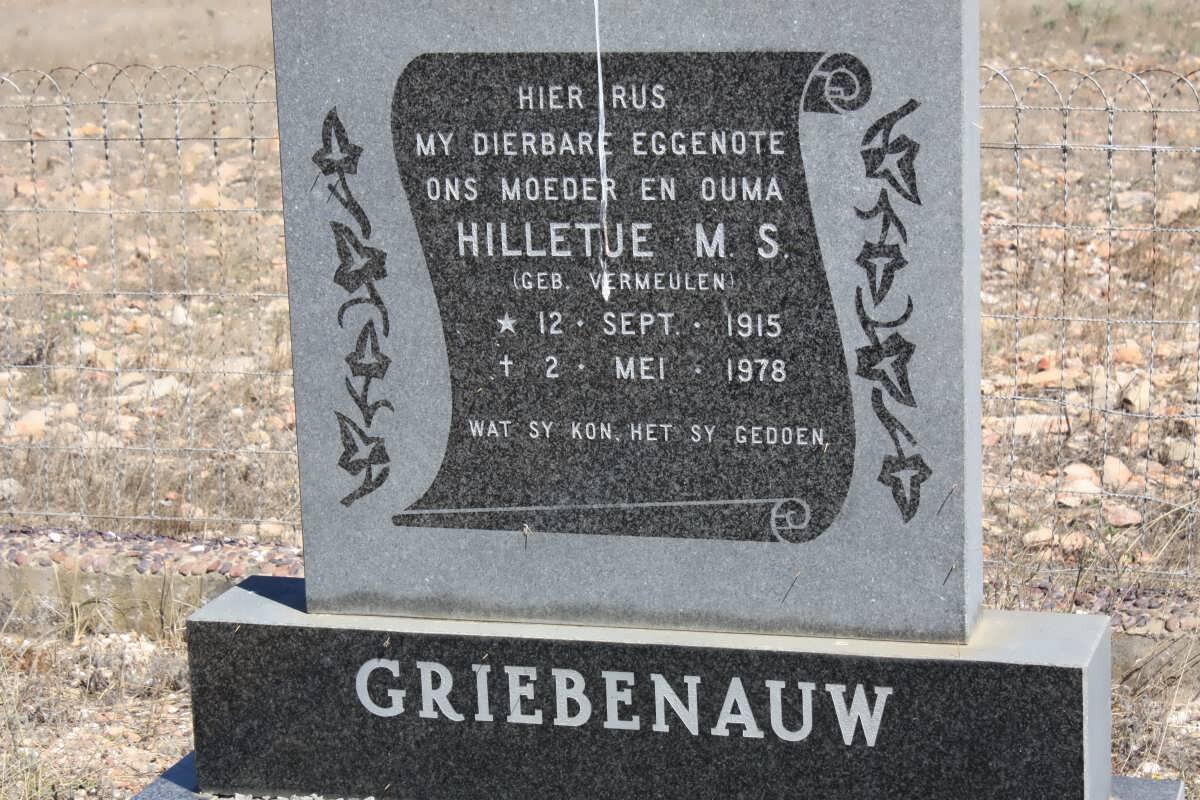 HIER RUS
MY DIERBARE EGGENOTE
ONS MOEDER EN OUMA
HILLETJE M. S.
(GEB. VERMEULEN)
★ 12 · SEPT. · 1915
† 2 · MEI · 1978
WAT SY KON, HET SY GEDOEN,
GRIEBENAUW